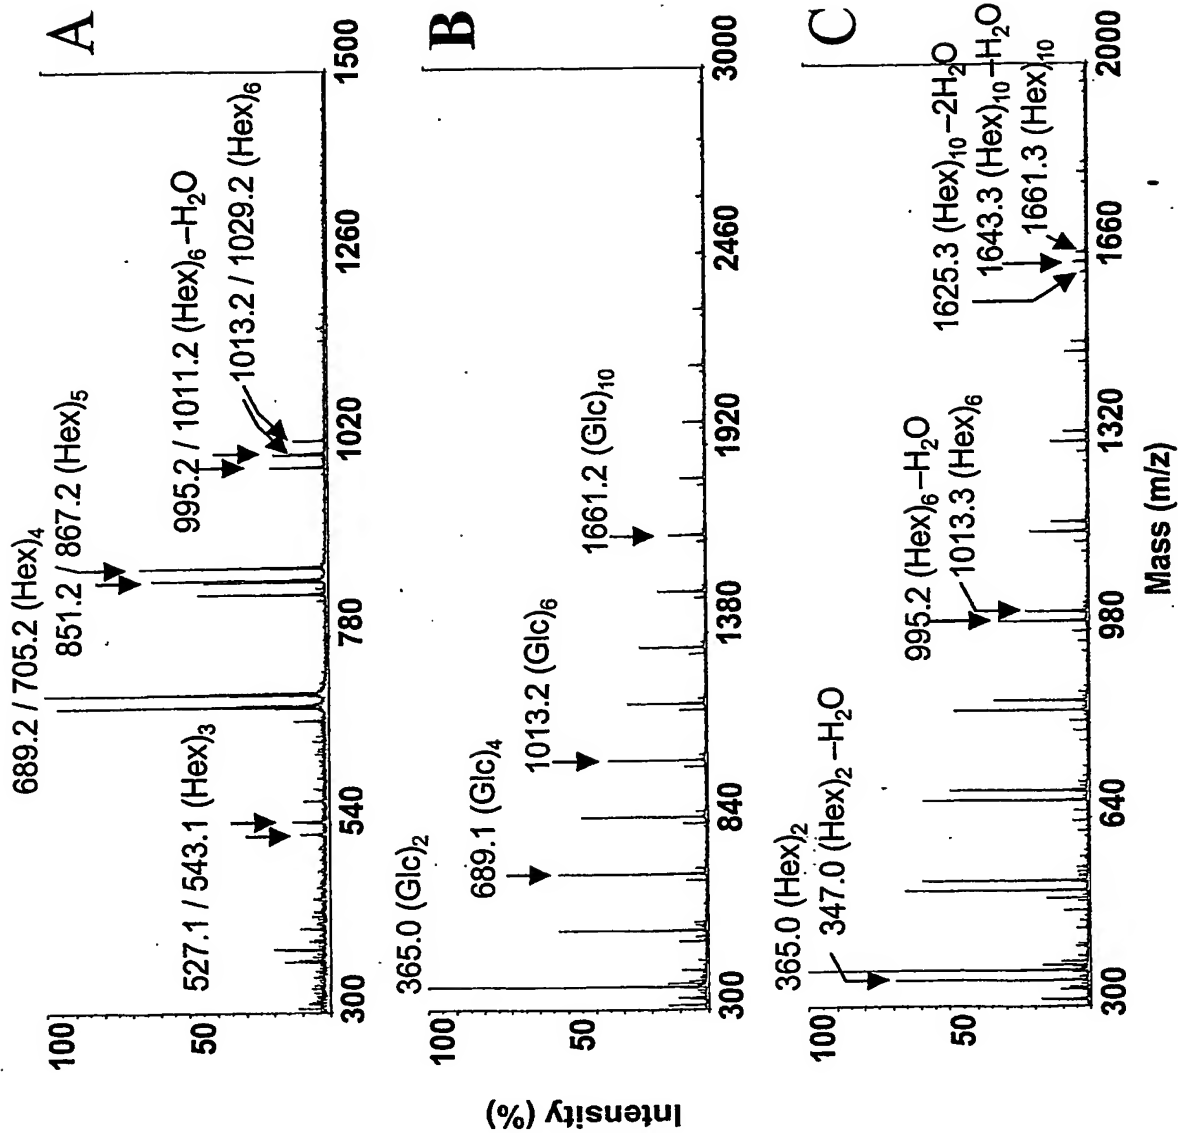 A
689.2 / 705.2 (Hex)4
851.2 / 867.2 (Hex)5
527.1 / 543.1 (Hex)3
995.2 / 1011.2 (Hex)6–H2O
1013.2 / 1029.2 (Hex)6
100
50
300
540
780
1020
1260
1500
B
365.0 (Glc)2
689.1 (Glc)4
1013.2 (Glc)6
1661.2 (Glc)10
100
50
300
840
1380
1920
2460
3000
C
365.0 (Hex)2
347.0 (Hex)2–H2O
995.2 (Hex)6–H2O
1013.3 (Hex)6
1625.3 (Hex)10–2H2O
1643.3 (Hex)10–H2O
1661.3 (Hex)10
100
50
300
640
980
1320
1660
2000
Intensity (%)
Mass (m/z)